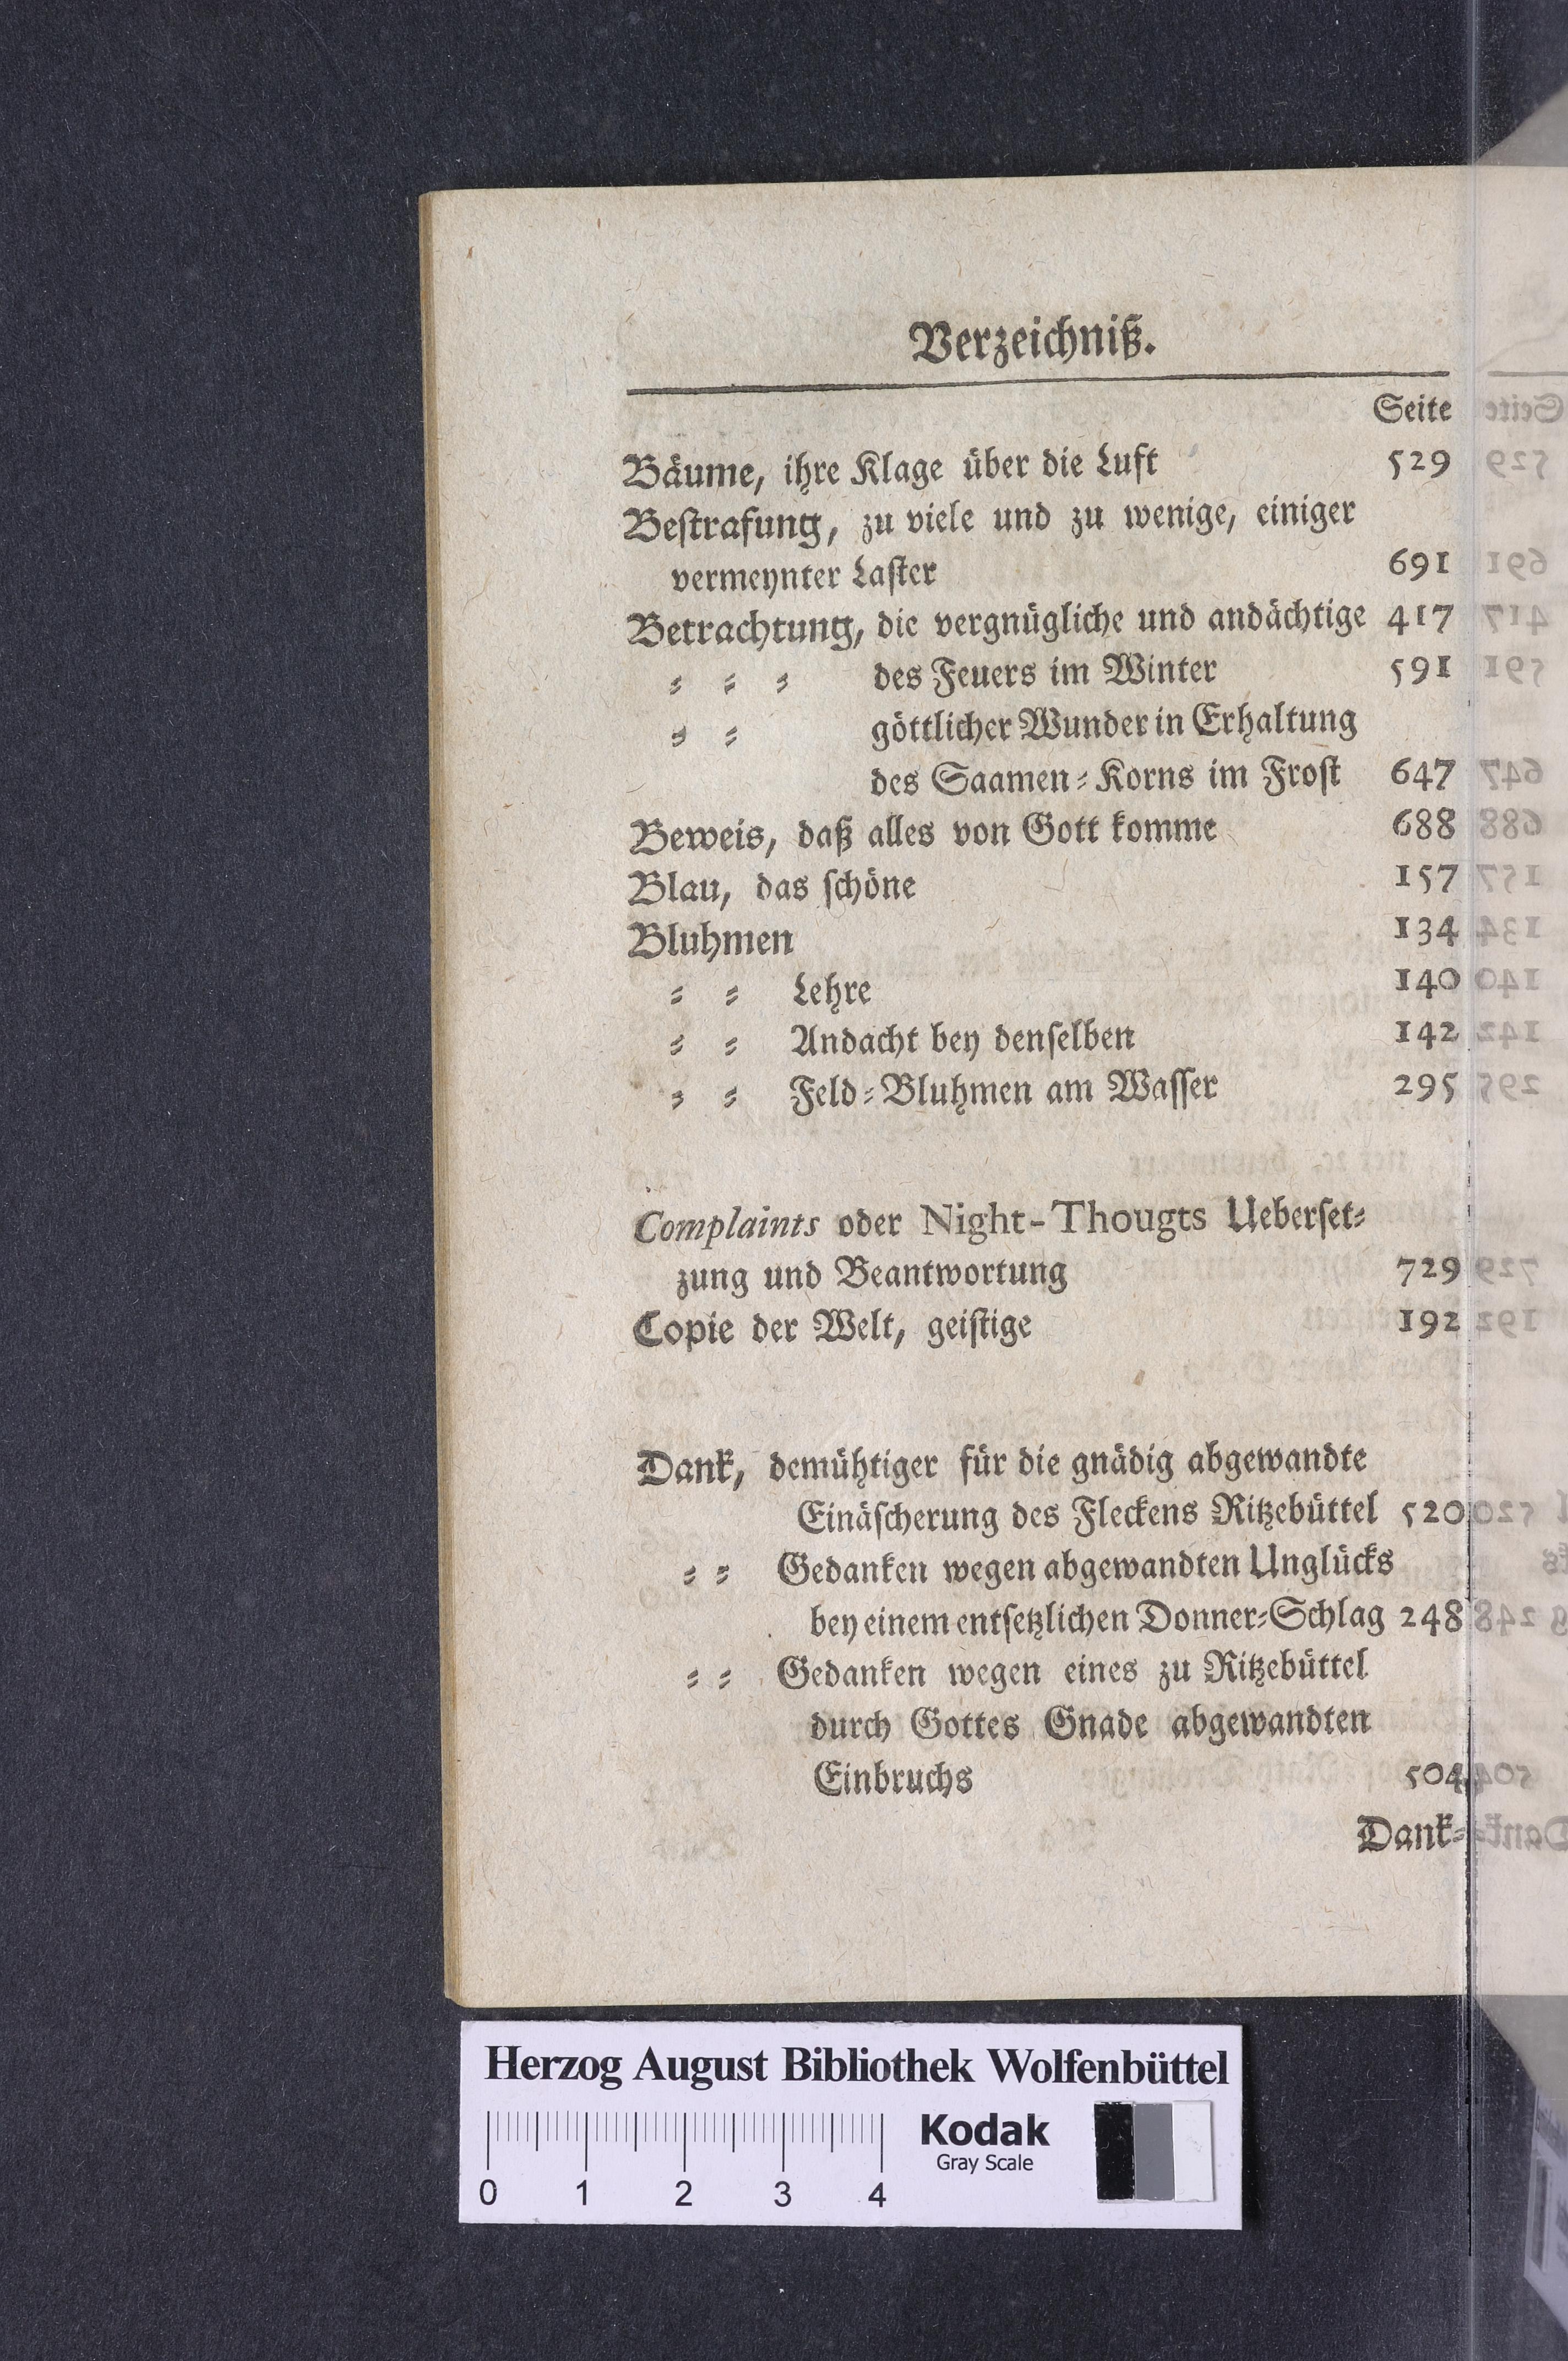 Verzeichniß.
Seite
Bäume, ihre Klage über die Luft 529
Beſtrafung, zu viele und zu wenige, einiger
vermeynter Laſter 691
Betrachtung, die vergnügliche und andächtige 417
⸗ ⸗ ⸗ des Feuers im Winter 591
⸗ ⸗ göttlicher Wunder in Erhaltung
des Saamen⸗Korns im Froſt 647
Beweis, daß alles von Gott komme 688
Blau, das ſchöne 157
Bluhmen 134
⸗ ⸗ Lehre 140
⸗ ⸗ Andacht bey denſelben 142
⸗ ⸗ Feld⸗Bluhmen am Waſſer 295
Complaints oder Night-Thougts Ueberſet⸗
zung und Beantwortung 729
Copie der Welt, geiſtige 192
Dank, demühtiger für die gnädig abgewandte
Einäſcherung des Fleckens Ritzebüttel 520
⸗ ⸗ Gedanken wegen abgewandten Unglücks
bey einem entſetzlichen Donner⸗Schlag 248
⸗ ⸗ Gedanken wegen eines zu Ritzebüttel
durch Gottes Gnade abgewandten
Einbruchs 504
Dank⸗
Herzog August Bibliothek Wolfenbüttel
Kodak
Gray Scale
0 1 2 3 4